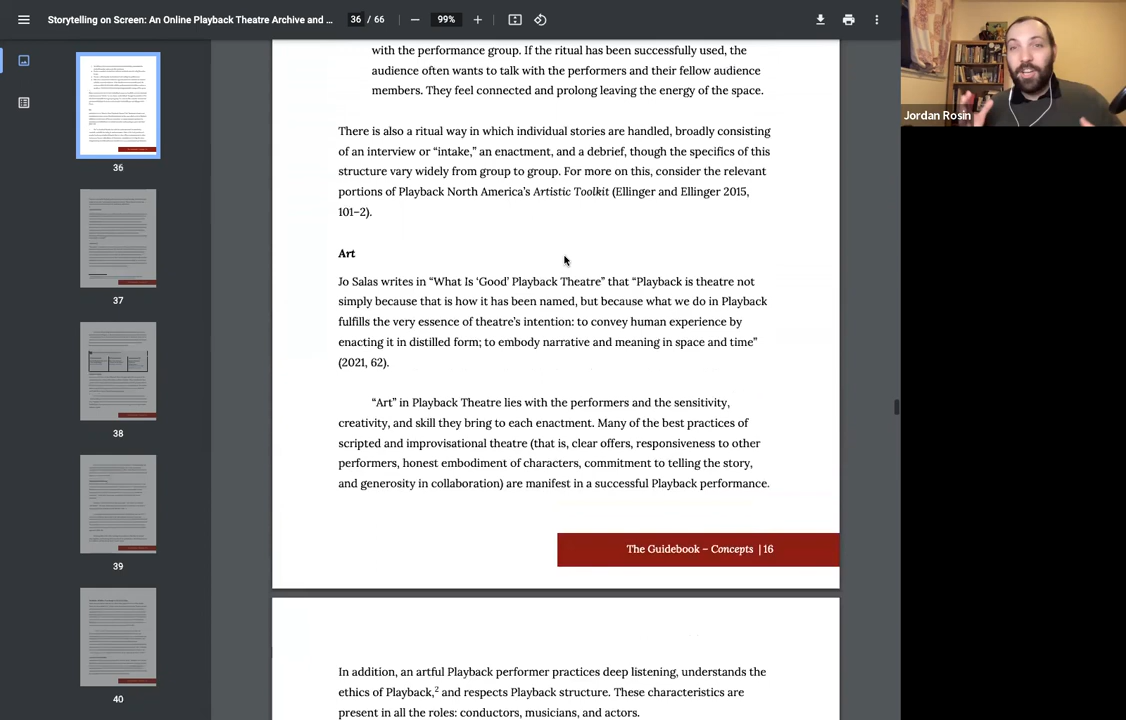 Storytelling on Screen: An Online Playback Theatre Archive and ...
36 / 66
99%
Jordan Rosin
36
37
38
39
40
with the performance group. If the ritual has been successfully used, the
audience often wants to talk with the performers and their fellow audience
members. They feel connected and prolong leaving the energy of the space.
There is also a ritual way in which individual stories are handled, broadly consisting
of an interview or “intake,” an enactment, and a debrief, though the specifics of this
structure vary widely from group to group. For more on this, consider the relevant
portions of Playback North America’s Artistic Toolkit (Ellinger and Ellinger 2015,
101–2).
Art
Jo Salas writes in “What Is ‘Good’ Playback Theatre” that “Playback is theatre not
simply because that is how it has been named, but because what we do in Playback
fulfills the very essence of theatre’s intention: to convey human experience by
enacting it in distilled form; to embody narrative and meaning in space and time”
(2021, 62).
“Art” in Playback Theatre lies with the performers and the sensitivity,
creativity, and skill they bring to each enactment. Many of the best practices of
scripted and improvisational theatre (that is, clear offers, responsiveness to other
performers, honest embodiment of characters, commitment to telling the story,
and generosity in collaboration) are manifest in a successful Playback performance.
The Guidebook – Concepts | 16
In addition, an artful Playback performer practices deep listening, understands the
ethics of Playback,² and respects Playback structure. These characteristics are
present in all the roles: conductors, musicians, and actors.